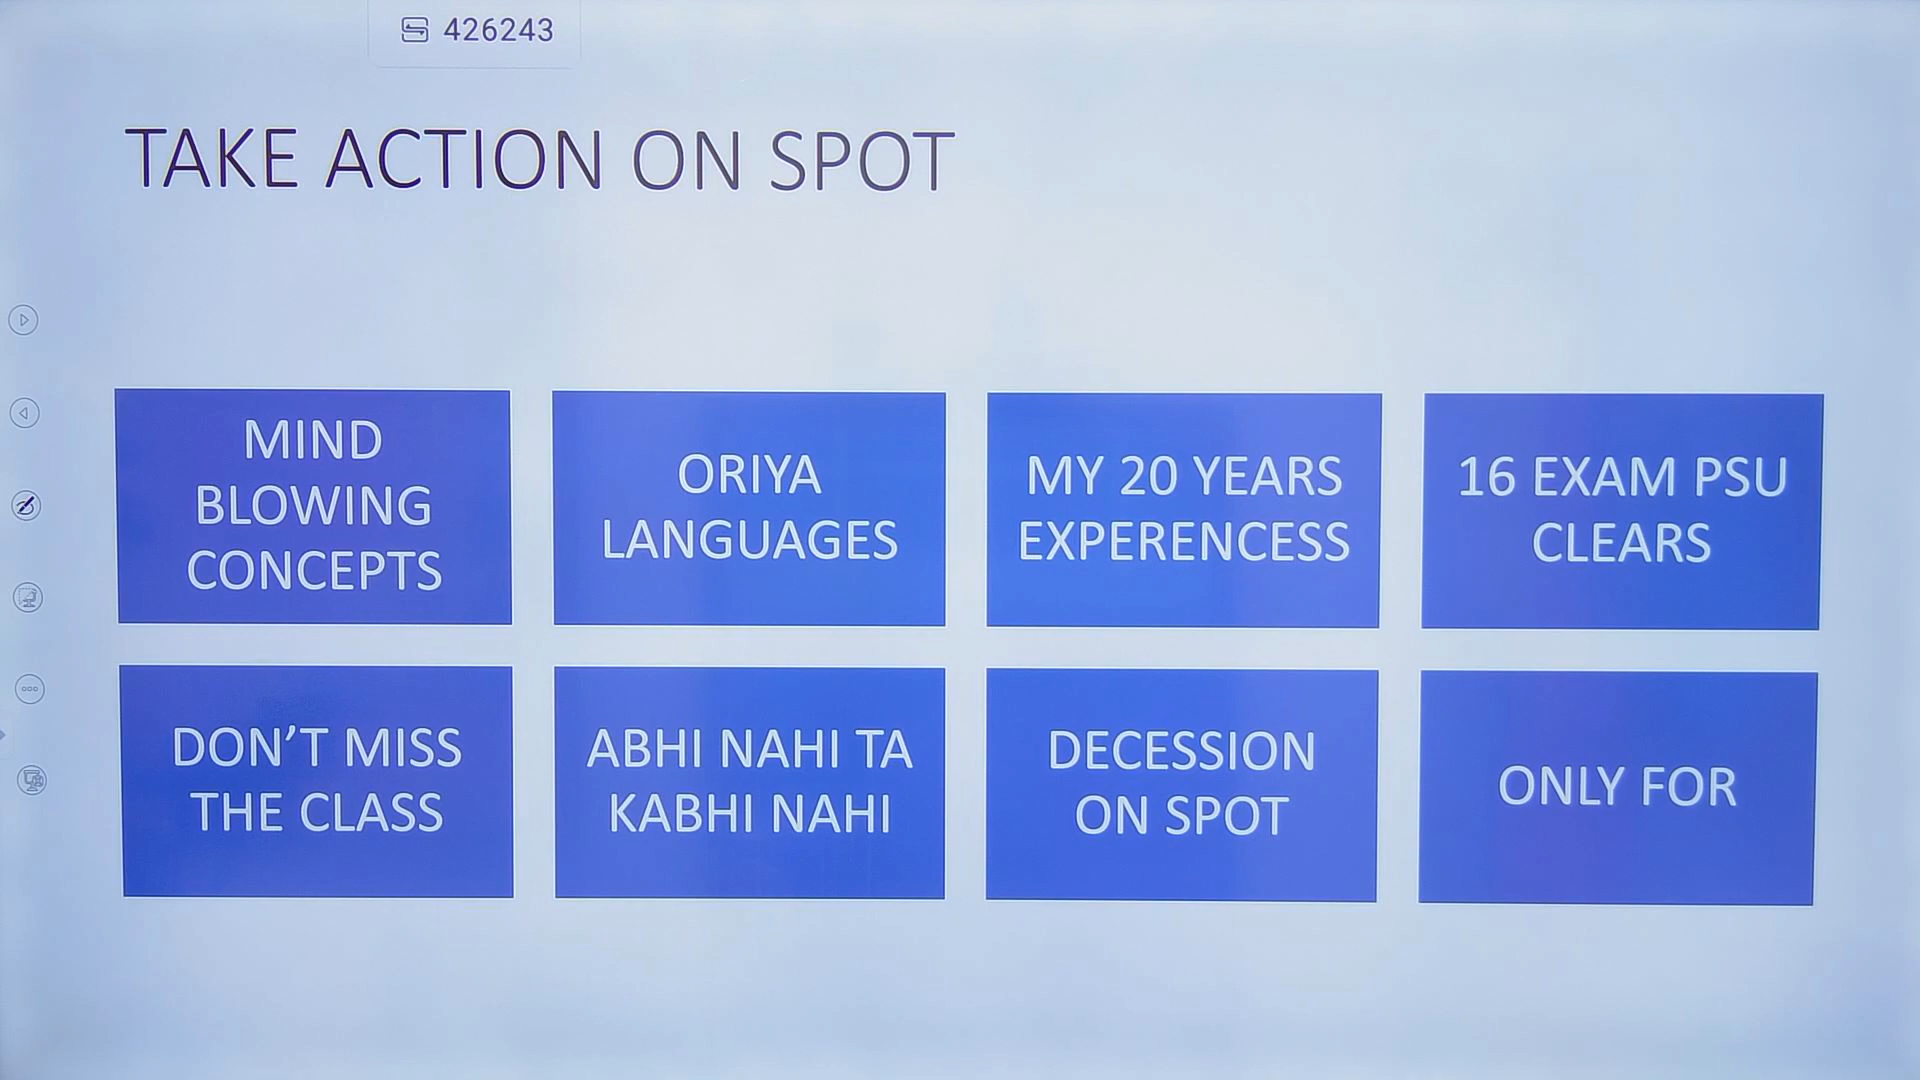 426243
TAKE ACTION ON SPOT
MIND
BLOWING
CONCEPTS
ORIYA
LANGUAGES
MY 20 YEARS
EXPERENCESS
16 EXAM PSU
CLEARS
DON’T MISS
THE CLASS
ABHI NAHI TA
KABHI NAHI
DECESSION
ON SPOT
ONLY FOR